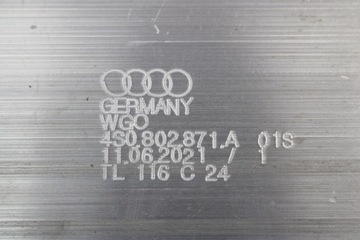 GERMANY
WGO
4S0.802.871.A 01S
11.06.2021 / 1
TL 116 C 24